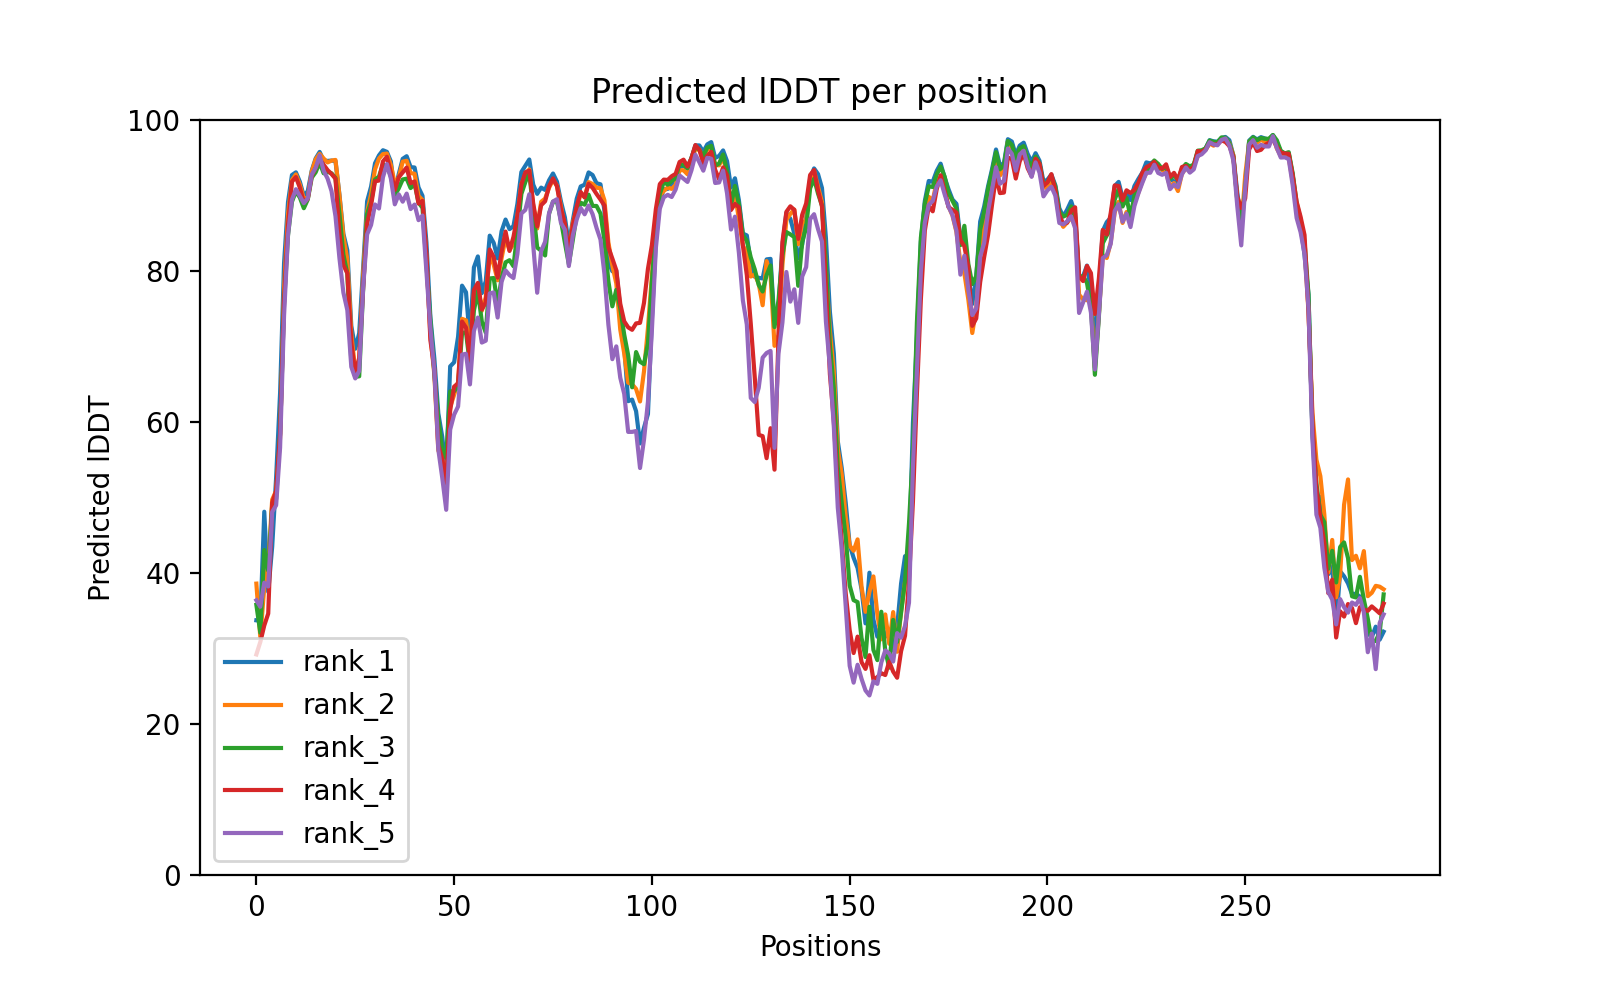 Predicted lDDT per position
100
80
60
40
20
0
Predicted lDDT
rank_1
rank_2
rank_3
rank_4
rank_5
0 50 100 150 200 250
Positions